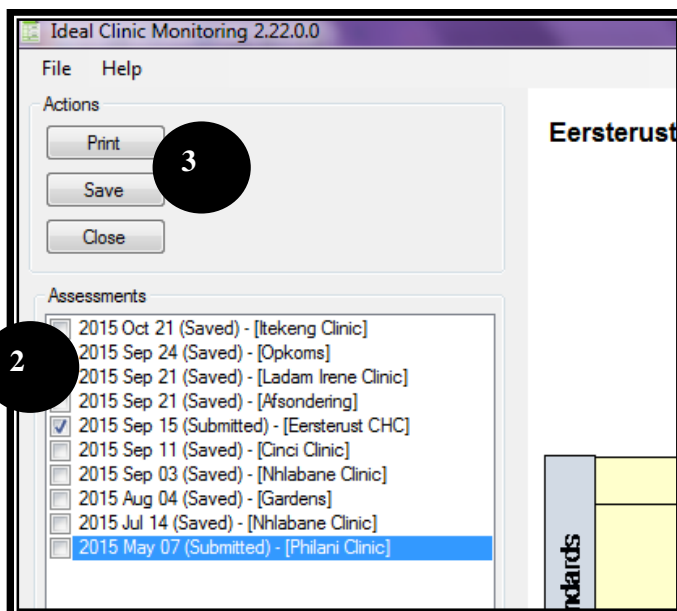 Ideal Clinic Monitoring 2.22.0.0
File Help
Actions
Print
3
Save
Close
Eersterust
Assessments
2015 Oct 21 (Saved) - [Itekeng Clinic]
2015 Sep 24 (Saved) - [Opkoms]
2
2015 Sep 21 (Saved) - [Ladam Irene Clinic]
2015 Sep 21 (Saved) - [Afsondering]
2015 Sep 15 (Submitted) - [Eersterust CHC]
2015 Sep 11 (Saved) - [Cinci Clinic]
2015 Sep 03 (Saved) - [Nhlabane Clinic]
2015 Aug 04 (Saved) - [Gardens]
2015 Jul 14 (Saved) - [Nhlabane Clinic]
2015 May 07 (Submitted) - [Philani Clinic]
ndards